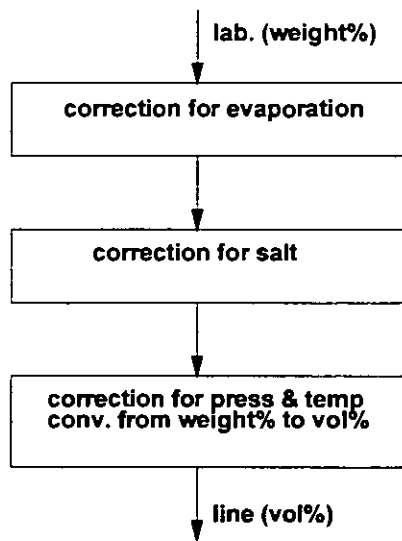 lab. (weight%)
correction for evaporation
correction for salt
correction for press & temp
conv. from weight% to vol%
line (vol%)